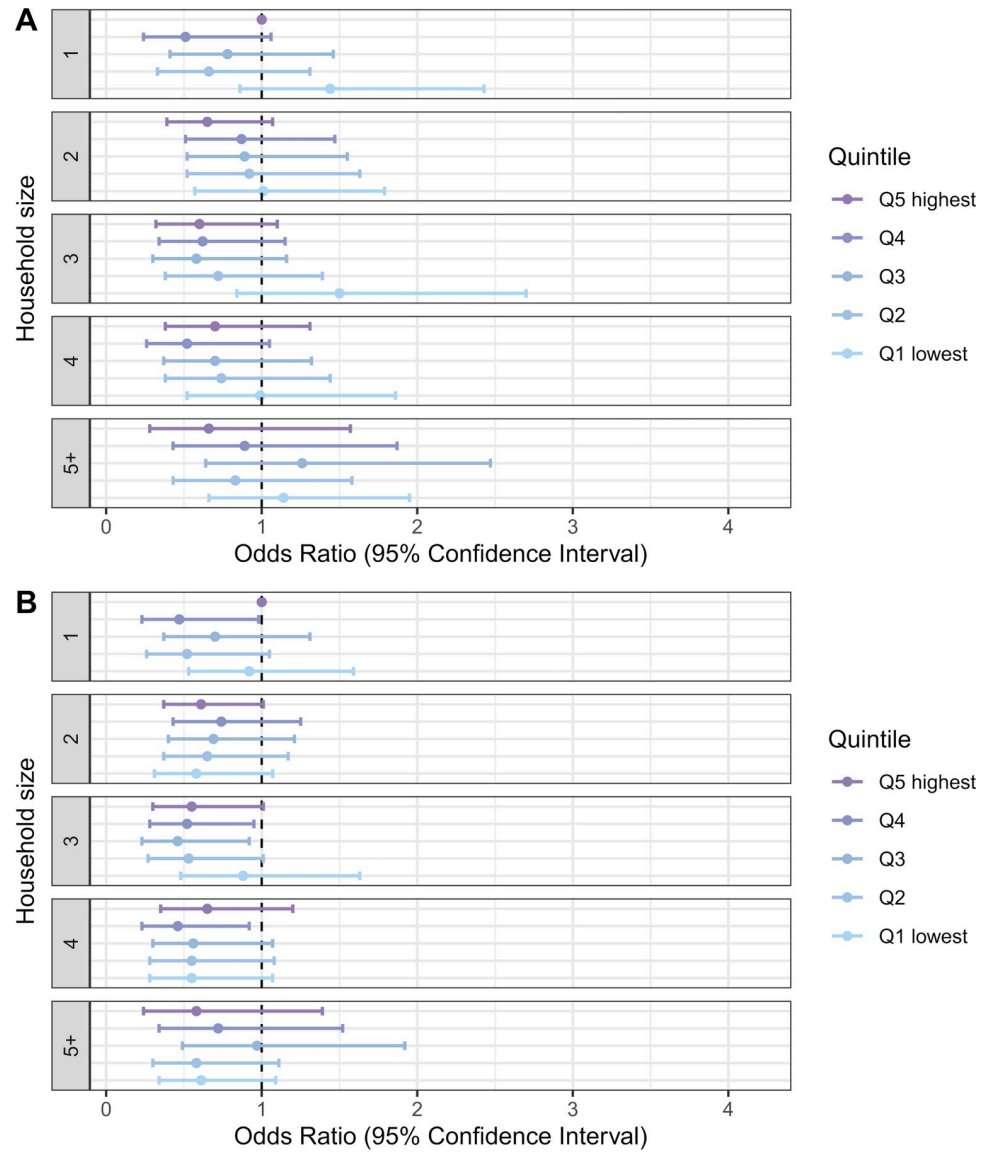 A
Household size
1
2
3
4
5+
0 1 2 3 4
Odds Ratio (95% Confidence Interval)
Quintile
Q5 highest
Q4
Q3
Q2
Q1 lowest
B
Household size
1
2
3
4
5+
0 1 2 3 4
Odds Ratio (95% Confidence Interval)
Quintile
Q5 highest
Q4
Q3
Q2
Q1 lowest